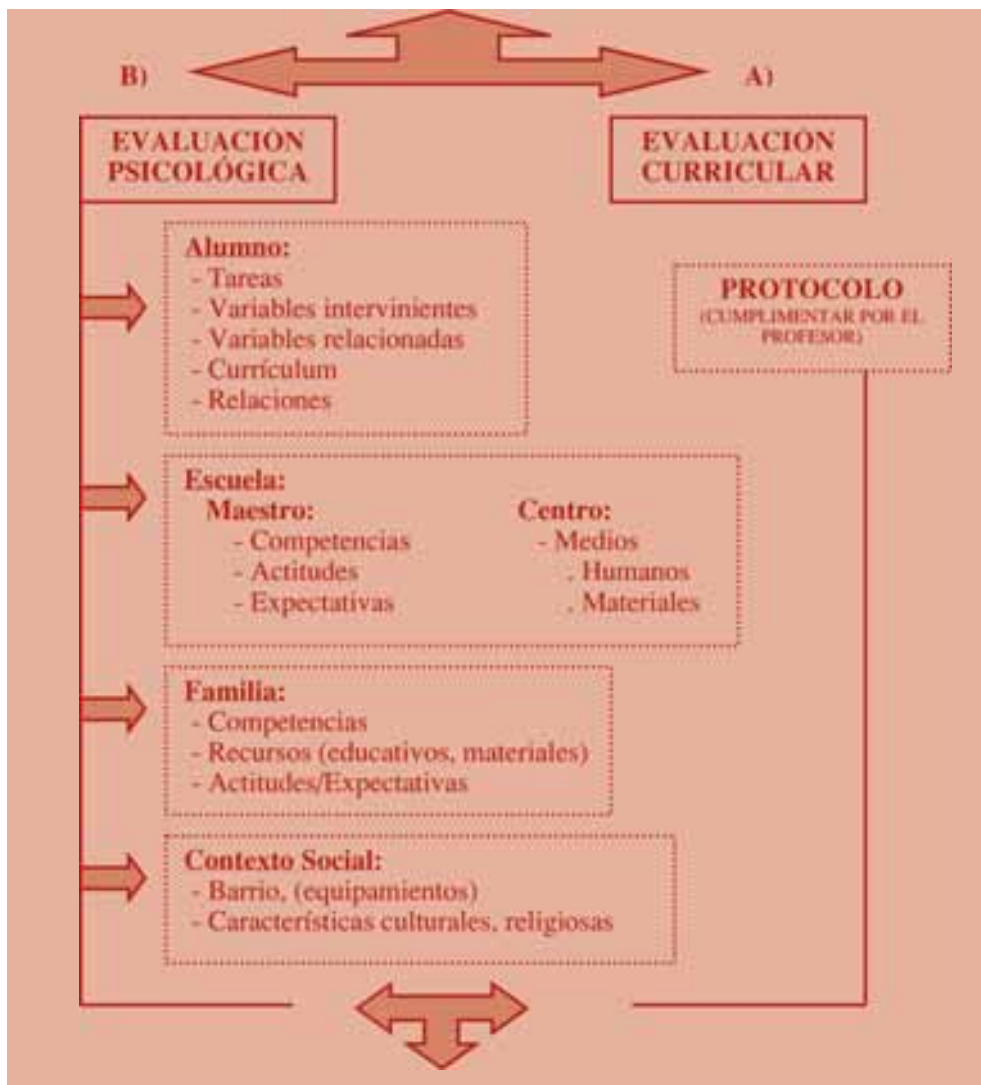 B)
A)
EVALUACIÓN
PSICOLÓGICA
EVALUACIÓN
CURRICULAR
Alumno:
- Tareas
- Variables intervinientes
- Variables relacionadas
- Currículum
- Relaciones
PROTOCOLO
(CUMPLIMENTAR POR EL
PROFESOR)
Escuela:
Maestro:
- Competencias
- Actitudes
- Expectativas
Centro:
- Medios
. Humanos
. Materiales
Familia:
- Competencias
- Recursos (educativos, materiales)
- Actitudes/Expectativas
Contexto Social:
- Barrio, (equipamientos)
- Características culturales, religiosas